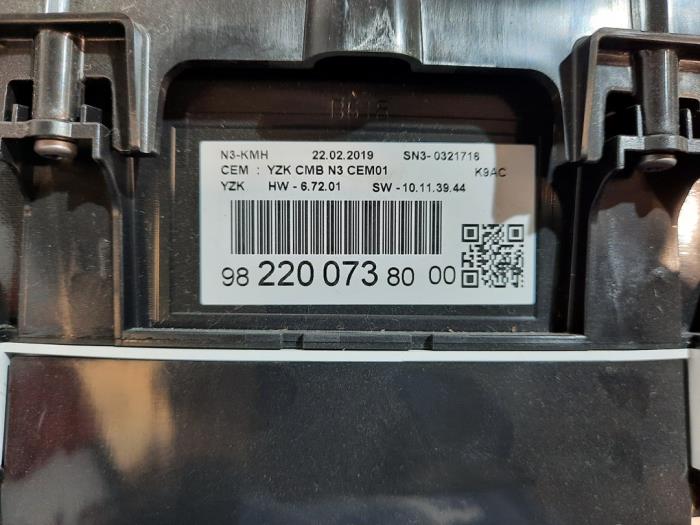 N3-KMH 22.02.2019 SN3- 0321716
CEM : YZK CMB N3 CEM01 K9AC
YZK HW - 6.72.01 SW - 10.11.39.44
98 220 073 80 00